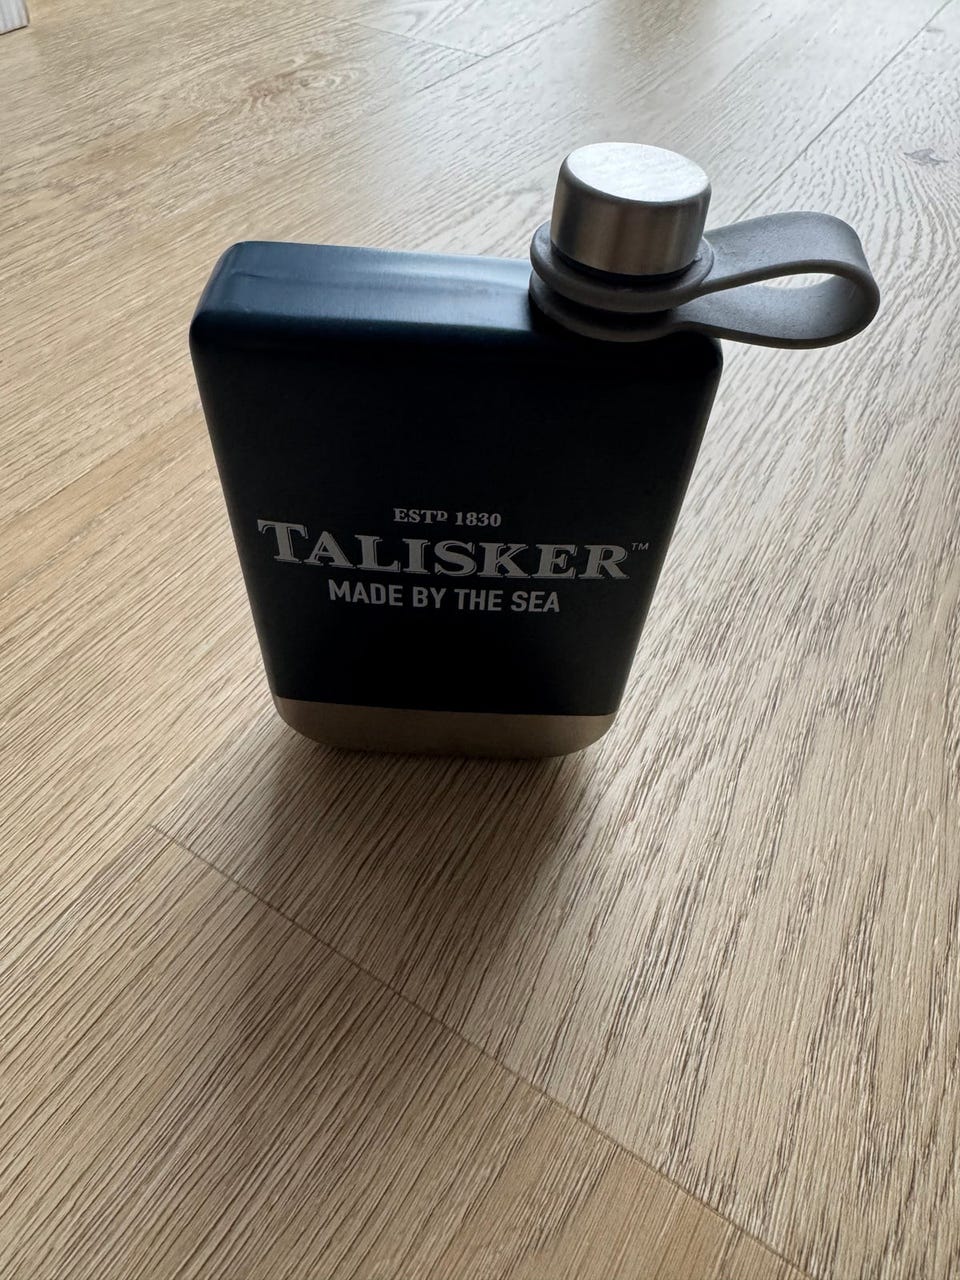 ESTᴰ 1830
TALISKER™
MADE BY THE SEA